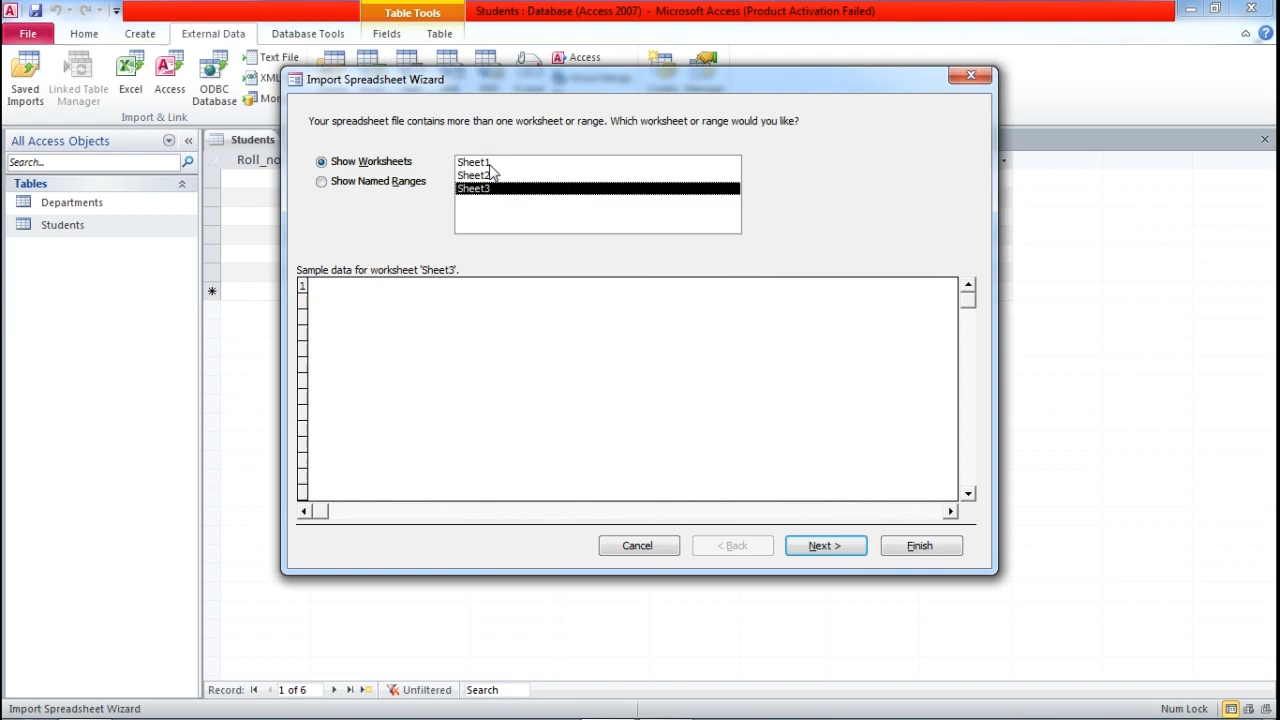 Table Tools
Students : Database (Access 2007) - Microsoft Access (Product Activation Failed)
File
Home
Create
External Data
Database Tools
Fields
Table
Saved Imports
Linked Table Manager
Excel
Access
ODBC Database
Text File
XML
Mor
Access
Import & Link
Import Spreadsheet Wizard
Your spreadsheet file contains more than one worksheet or range. Which worksheet or range would you like?
Show Worksheets
Show Named Ranges
Sheet1
Sheet2
Sheet3
Sample data for worksheet 'Sheet3'.
1
Cancel
< Back
Next >
Finish
All Access Objects
Search...
Tables
Departments
Students
Students
Roll_no
Record:
1 of 6
Unfiltered
Search
Import Spreadsheet Wizard
Num Lock